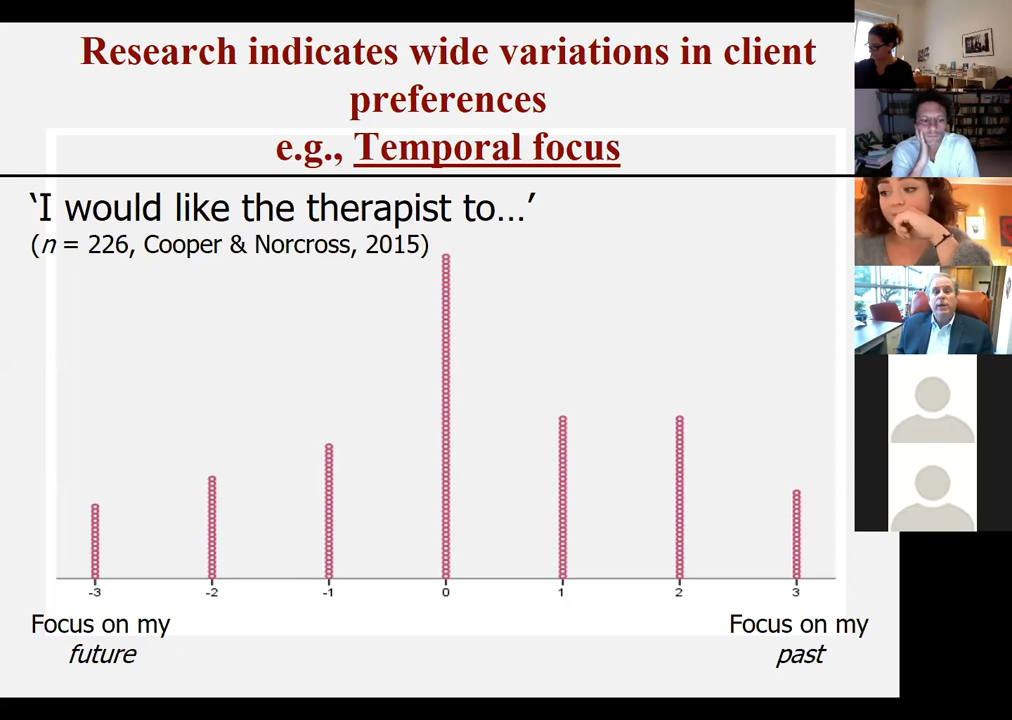 Research indicates wide variations in client
preferences
e.g., Temporal focus
‘I would like the therapist to…’
(n = 226, Cooper & Norcross, 2015)
-3 -2 -1 0 1 2 3
Focus on my
future
Focus on my
past